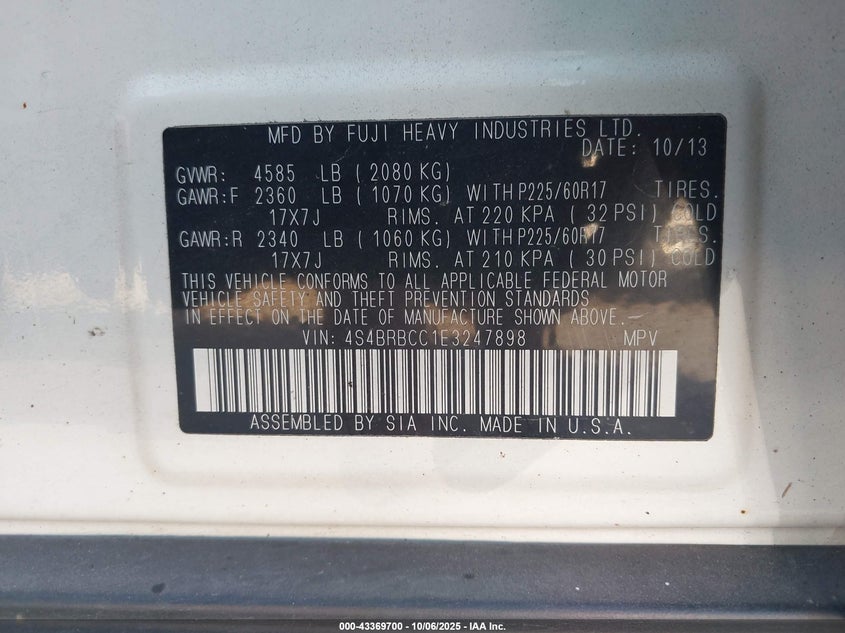 MFD BY FUJI HEAVY INDUSTRIES LTD.
DATE: 10/13
GVWR: 4585 LB ( 2080 KG)
GAWR:F 2360 LB ( 1070 KG) WITH P225/60R17 TIRES.
17X7J RIMS. AT 220 KPA ( 32 PSI) COLD
GAWR:R 2340 LB ( 1060 KG) WITH P225/60R17 TIRES.
17X7J RIMS. AT 210 KPA ( 30 PSI) COLD
THIS VEHICLE CONFORMS TO ALL APPLICABLE FEDERAL MOTOR
VEHICLE SAFETY AND THEFT PREVENTION STANDARDS
IN EFFECT ON THE DATE OF MANUFACTURE SHOWN ABOVE.
VIN: 4S4BRBCC1E3247898 MPV
ASSEMBLED BY SIA INC. MADE IN U.S.A.
000-43369700 - 10/06/2025 - IAA Inc.